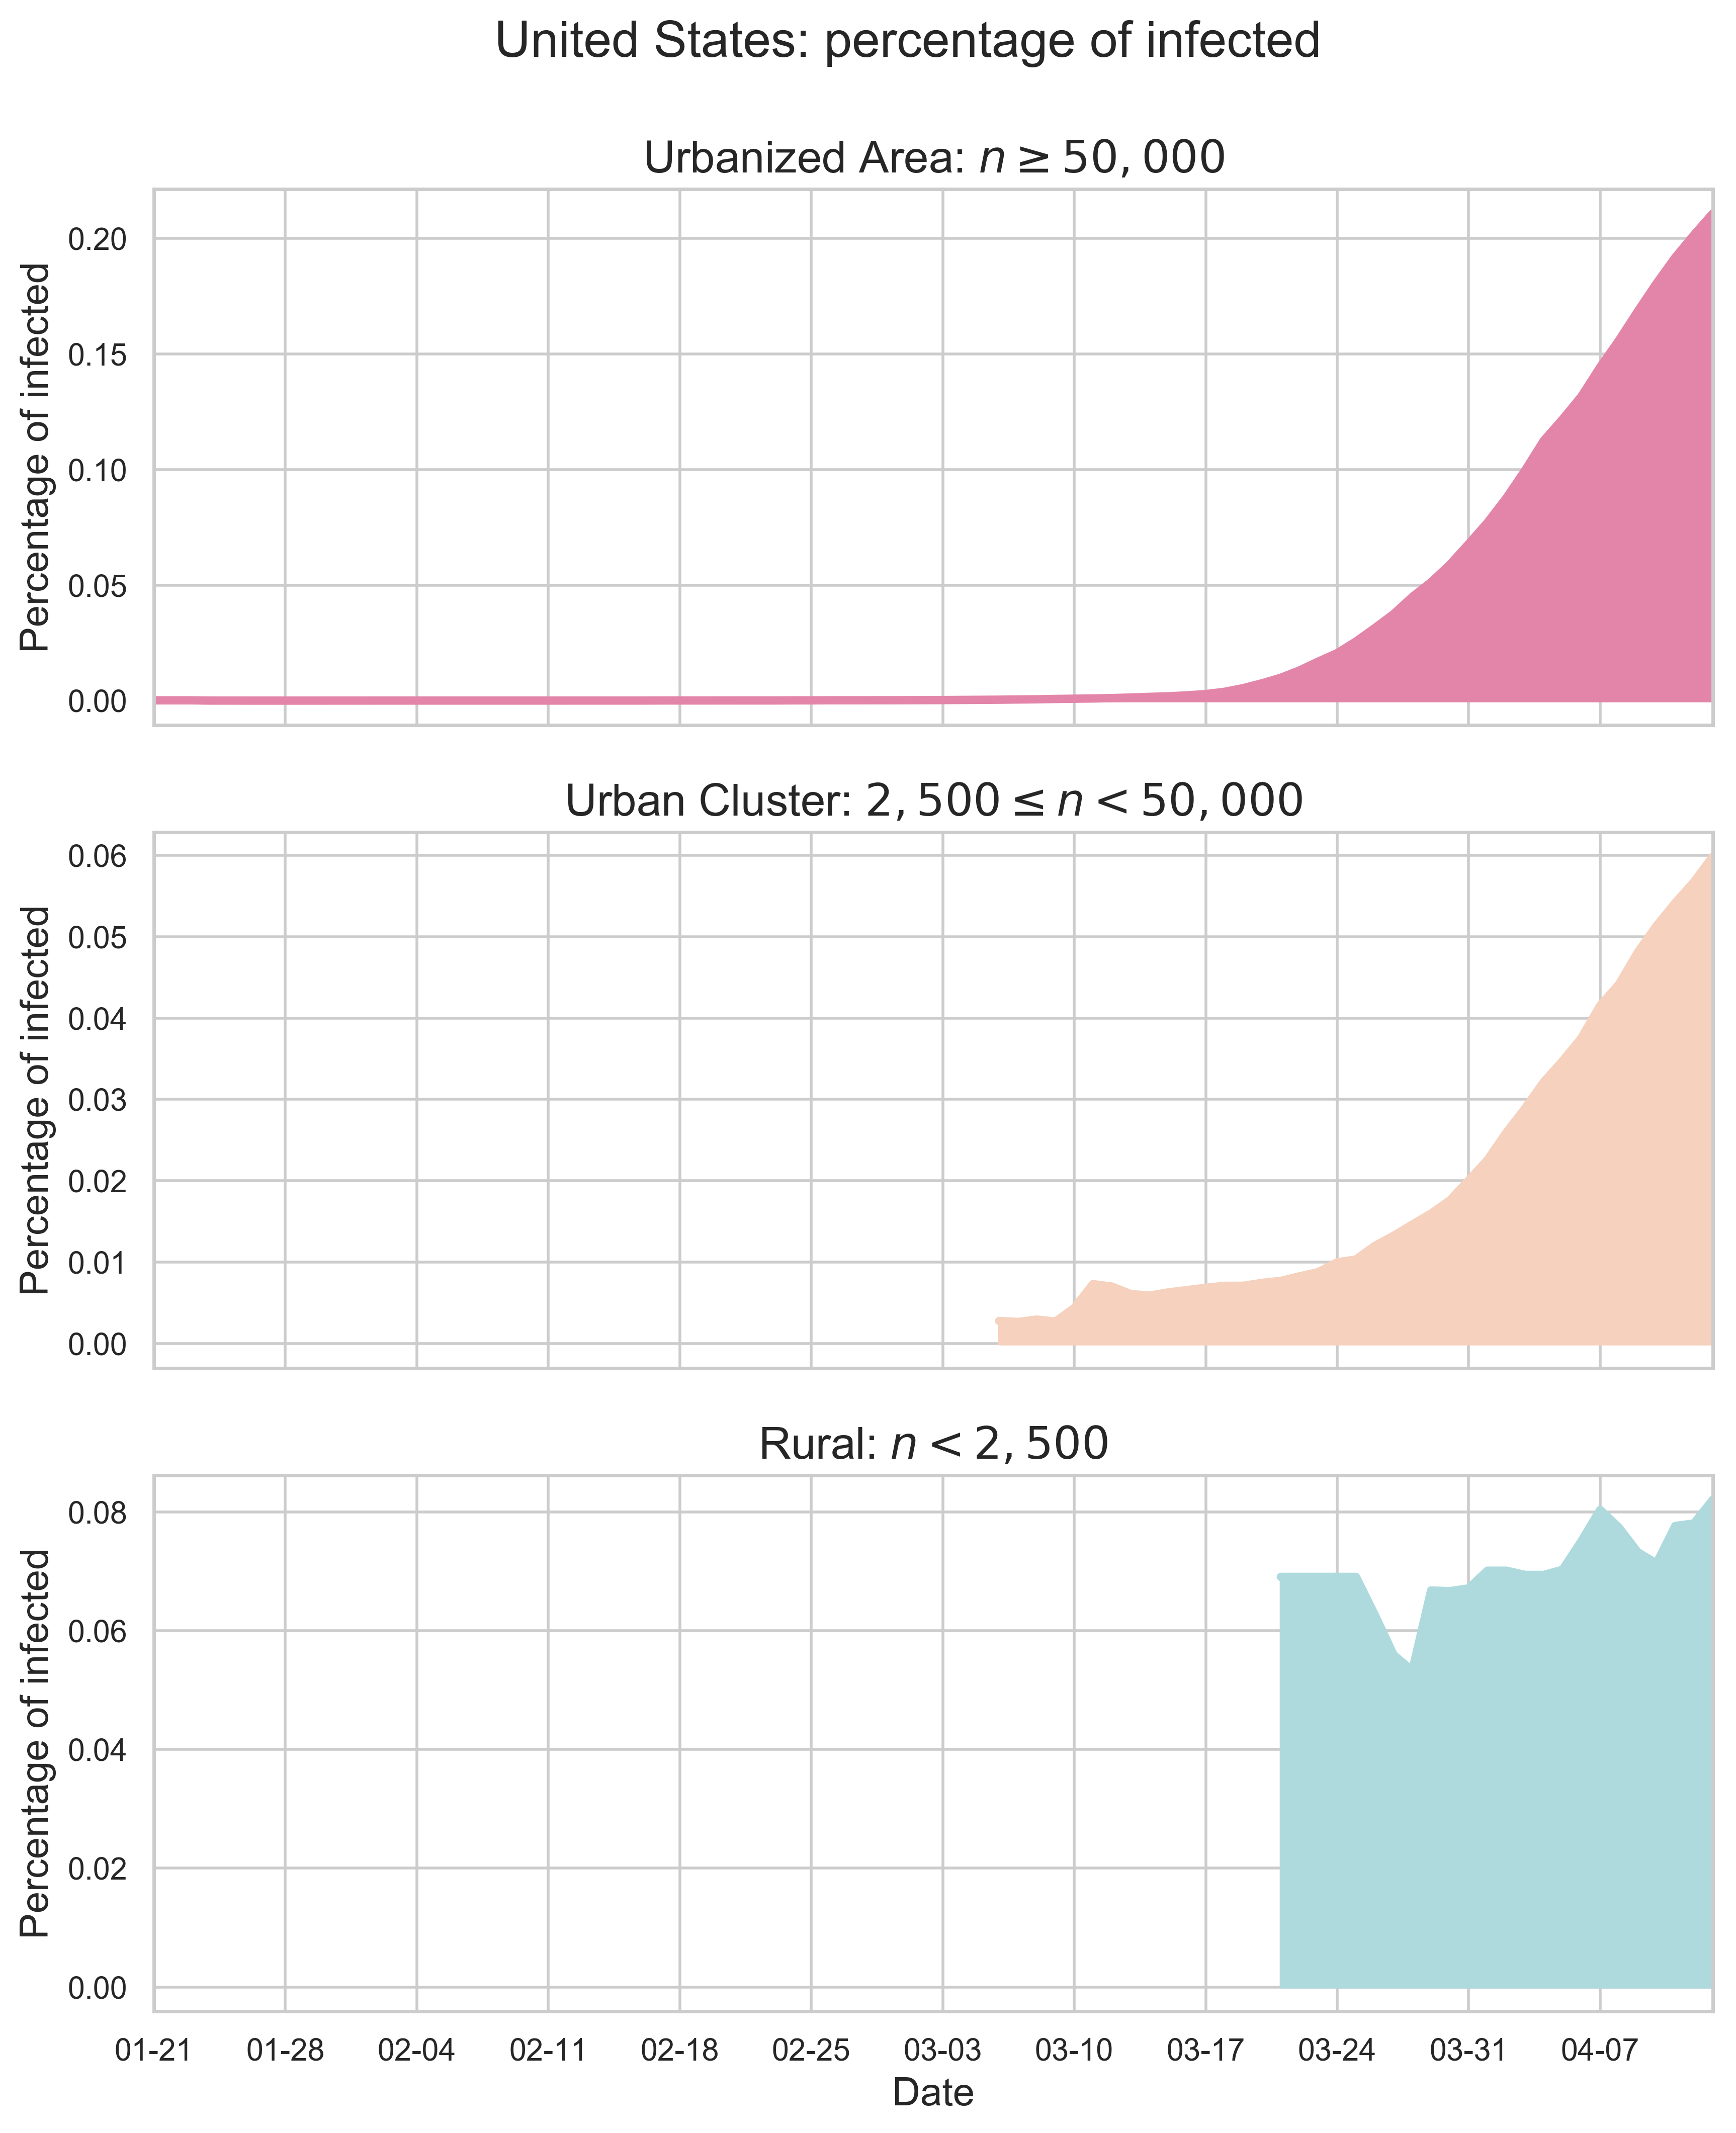 United States: percentage of infected
Urbanized Area: n ≥ 50,000
Percentage of infected
0.20
0.15
0.10
0.05
0.00
Urban Cluster: 2,500 ≤ n < 50,000
Percentage of infected
0.06
0.05
0.04
0.03
0.02
0.01
0.00
Rural: n < 2,500
Percentage of infected
0.08
0.06
0.04
0.02
0.00
01-21 01-28 02-04 02-11 02-18 02-25 03-03 03-10 03-17 03-24 03-31 04-07
Date